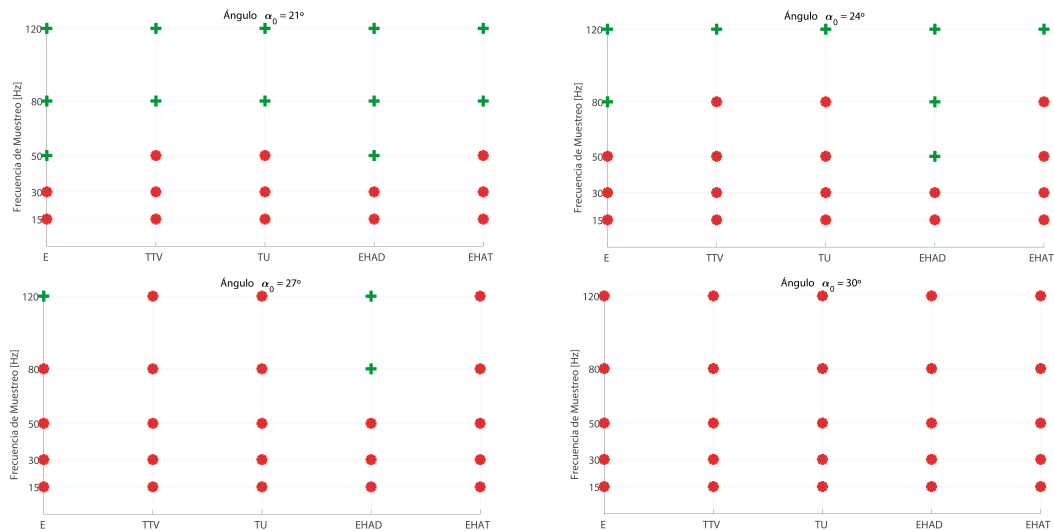 Ángulo α0 = 21º
Frecuencia de Muestreo [Hz]
120
80
50
30
15
E TTV TU EHAD EHAT
Ángulo α0 = 24º
Frecuencia de Muestreo [Hz]
120
80
50
30
15
E TTV TU EHAD EHAT
Ángulo α0 = 27º
Frecuencia de Muestreo [Hz]
120
80
50
30
15
E TTV TU EHAD EHAT
Ángulo α0 = 30º
Frecuencia de Muestreo [Hz]
120
80
50
30
15
E TTV TU EHAD EHAT